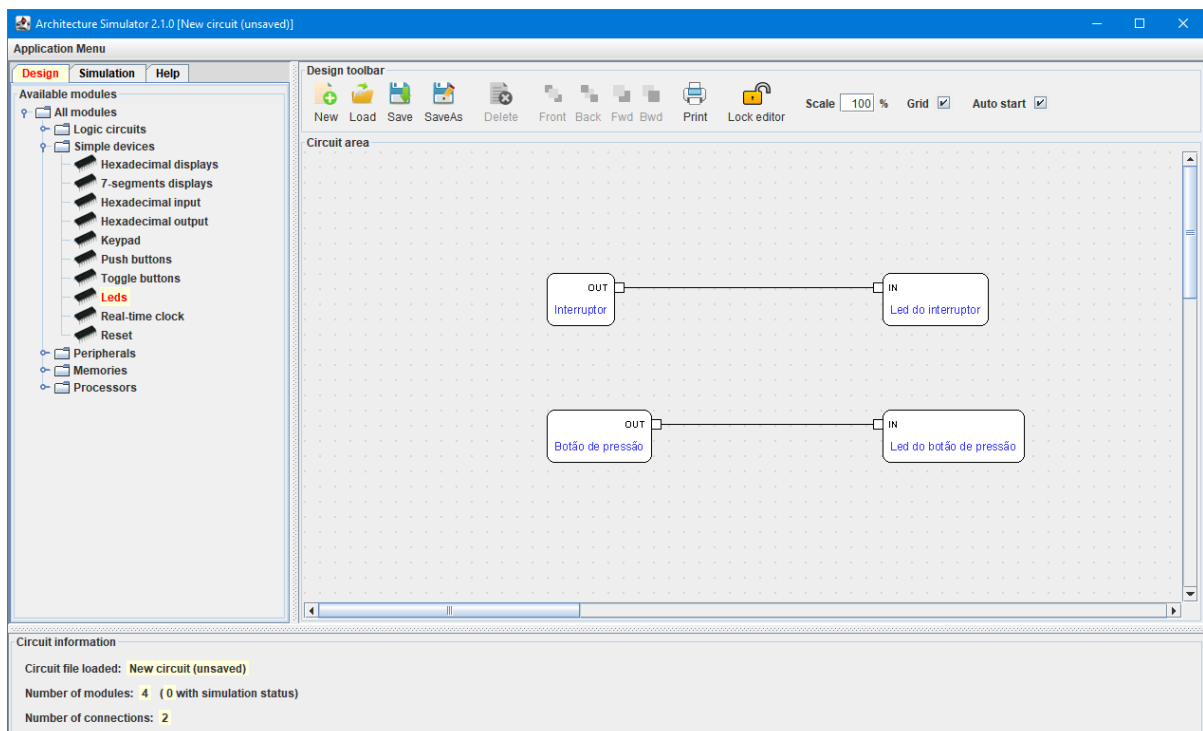 Architecture Simulator 2.1.0 [New circuit (unsaved)]
Application Menu
Design Simulation Help
Available modules
All modules
Logic circuits
Simple devices
Hexadecimal displays
7-segments displays
Hexadecimal input
Hexadecimal output
Keypad
Push buttons
Toggle buttons
Leds
Real-time clock
Reset
Peripherals
Memories
Processors
Design toolbar
New Load Save SaveAs Delete Front Back Fwd Bwd Print Lock editor Scale 100 % Grid Auto start
Circuit area
OUT
Interruptor
IN
Led do interruptor
OUT
Botão de pressão
IN
Led do botão de pressão
Circuit information
Circuit file loaded: New circuit (unsaved)
Number of modules: 4 ( 0 with simulation status)
Number of connections: 2